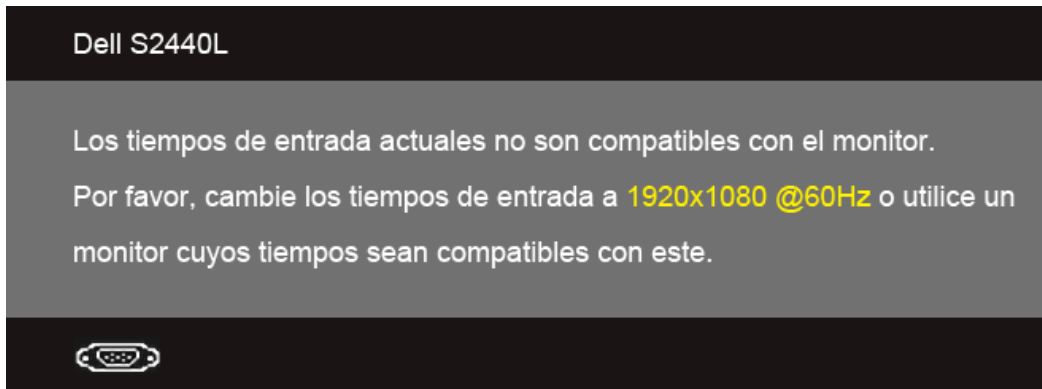 Dell S2440L
Los tiempos de entrada actuales no son compatibles con el monitor.
Por favor, cambie los tiempos de entrada a 1920x1080 @60Hz o utilice un
monitor cuyos tiempos sean compatibles con este.